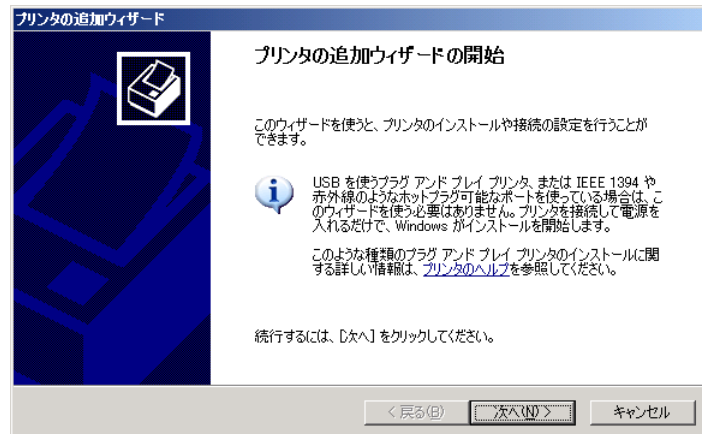 プリンタの追加ウィザード
プリンタの追加ウィザードの開始
このウィザードを使うと、プリンタのインストールや接続の設定を行うことが
できます。
USB を使うプラグ アンド プレイ プリンタ、または IEEE 1394 や
赤外線のようなホットプラグ可能なポートを使っている場合は、こ
のウィザードを使う必要はありません。プリンタを接続して電源を
入れるだけで、Windows がインストールを開始します。
このような種類のプラグ アンド プレイ プリンタのインストールに関
する詳しい情報は、プリンタのヘルプを参照してください。
続行するには、[次へ] をクリックしてください。
< 戻る(B)
次へ(N) >
キャンセル